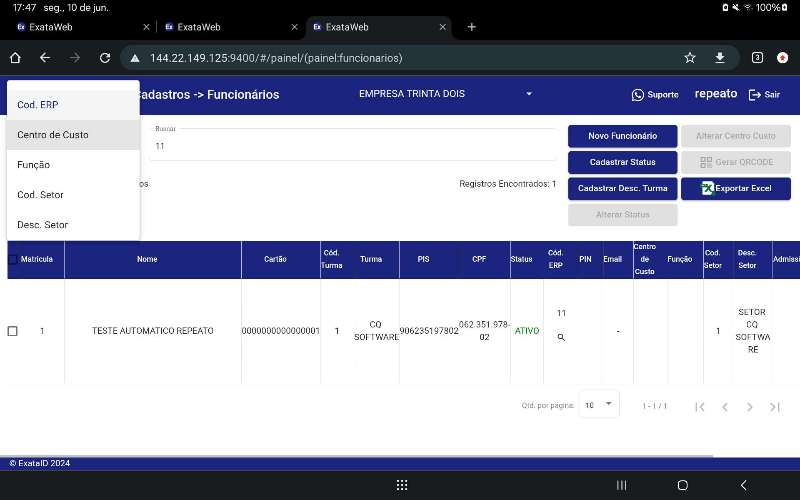 17:47 seg., 10 de jun.
100%
ExataWeb
ExataWeb
ExataWeb
144.22.149.125:9400/#/painel/(painel:funcionarios)
3
Cadastros -> Funcionários
EMPRESA TRINTA DOIS
Suporte
repeato
Sair
Cod. ERP
Centro de Custo
Função
Cod. Setor
Desc. Setor
Buscar
11
os
Registros Encontrados: 1
Novo Funcionário
Alterar Centro Custo
Cadastrar Status
Gerar QRCODE
Cadastrar Desc. Turma
Exportar Excel
Alterar Status
Matrícula
Nome
Cartão
Cód. Turma
Turma
PIS
CPF
Status
Cód. ERP
PIN
Email
Centro de Custo
Função
Cod. Setor
Desc. Setor
Admissi
1
TESTE AUTOMATICO REPEATO
0000000000000001
1
CQ SOFTWARE
906235197802
062.351.978-02
ATIVO
11
-
1
SETOR CQ SOFTWARE
Qtd. por página:
10
1 - 1 / 1
© ExataID 2024